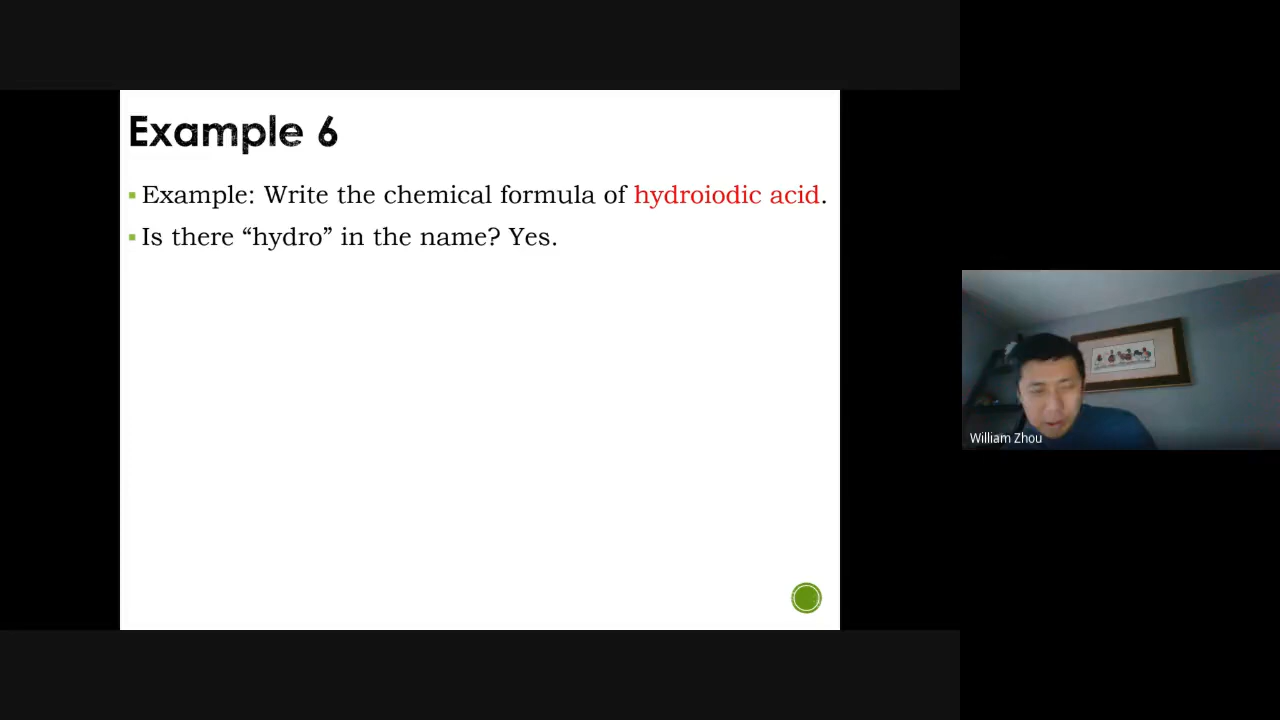 Example 6
▪ Example: Write the chemical formula of hydroiodic acid.
▪ Is there “hydro” in the name? Yes.
William Zhou